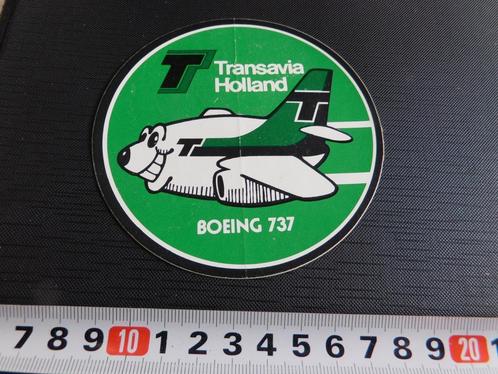 T Transavia
Holland
T
T
BOEING 737
7 8 9 10 1 2 3 4 5 6 7 8 9 20 1